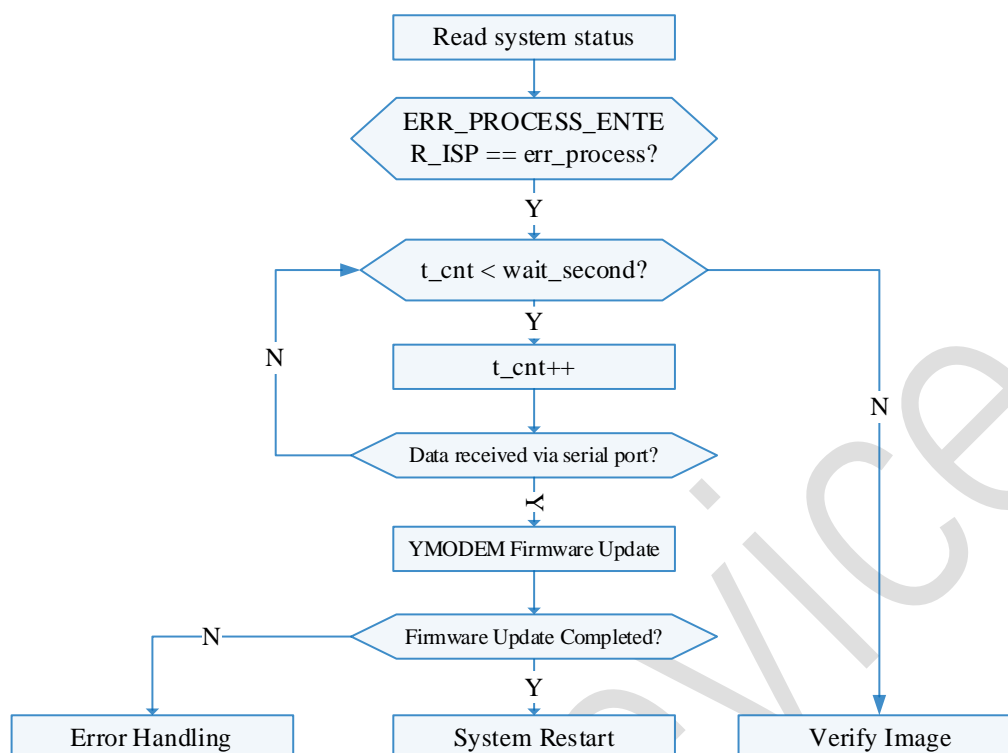 Read system status
ERR_PROCESS_ENTE
R_ISP == err_process?
Y
t_cnt < wait_second?
Y
N
t_cnt++
N
Data received via serial port?
Y
YMODEM Firmware Update
N
Firmware Update Completed?
Y
Error Handling
System Restart
Verify Image
vice